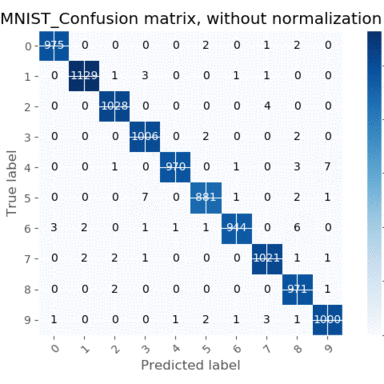 MNIST_Confusion matrix, without normalization
0 975 0 0 0 0 2 0 1 2 0
1 0 1129 1 3 0 0 1 1 0 0
2 0 0 1028 0 0 0 0 4 0 0
3 0 0 0 1006 0 2 0 0 2 0
4 0 0 1 0 970 0 1 0 3 7
5 0 0 0 7 0 881 1 0 2 1
6 3 2 0 1 1 1 944 0 6 0
7 0 2 2 1 0 0 0 1021 1 1
8 0 0 2 0 0 0 0 0 971 1
9 1 0 0 0 1 2 1 3 1 1000
0 1 2 3 4 5 6 7 8 9
True label
Predicted label